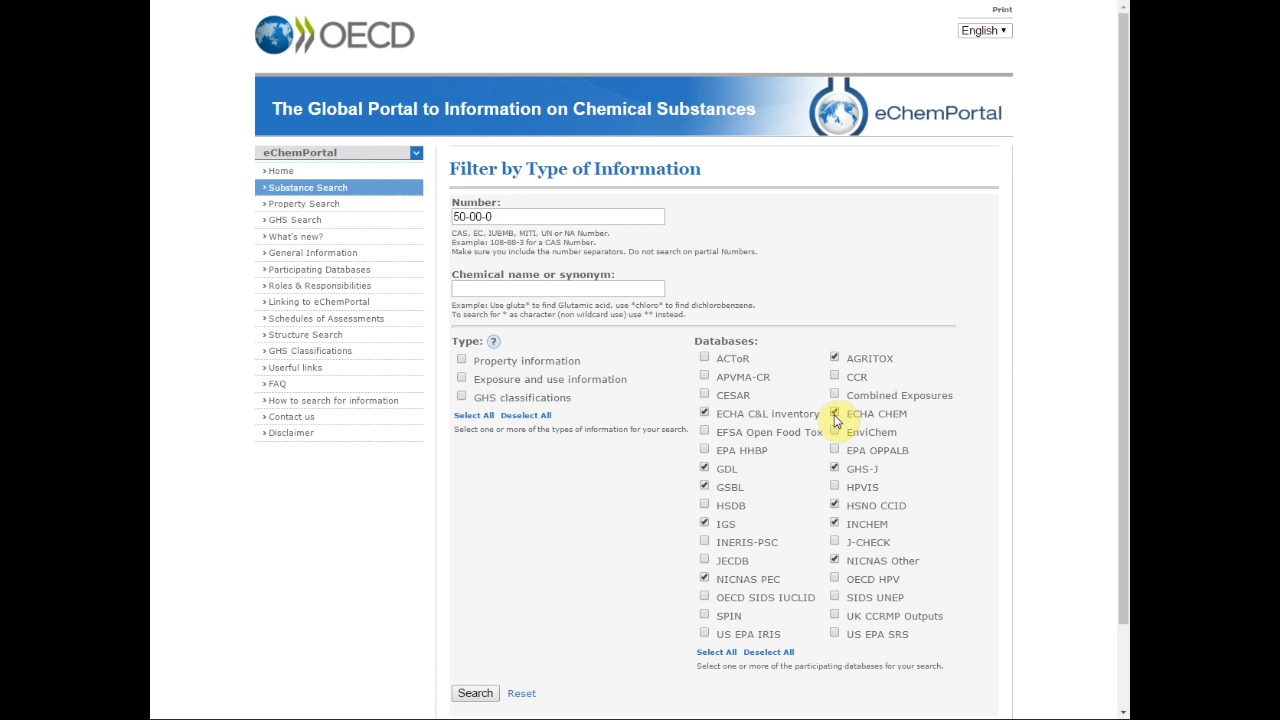 Print
OECD
English
The Global Portal to Information on Chemical Substances
eChemPortal
eChemPortal
Home
Substance Search
Property Search
GHS Search
What's new?
General Information
Participating Databases
Roles & Responsibilities
Linking to eChemPortal
Schedules of Assessments
Structure Search
GHS Classifications
Userful links
FAQ
How to search for information
Contact us
Disclaimer
Filter by Type of Information
Number:
50-00-0
CAS, EC, IUBMB, MITI, UN or NA Number.
Example: 108-88-3 for a CAS Number.
Make sure you include the number separators. Do not search on partial Numbers.
Chemical name or synonym:
Example: Use gluta* to find Glutamic acid, use *chloro* to find dichlorobenzene.
To search for * as character (non wildcard use) use ** instead.
Type: ?
Property information
Exposure and use information
GHS classifications
Select All Deselect All
Select one or more of the types of information for your search.
Databases:
ACToR AGRITOX
APVMA-CR CCR
CESAR Combined Exposures
ECHA C&L inventory ECHA CHEM
EFSA Open Food Tox EnviChem
EPA HHBP EPA OPPALB
GDL GHS-J
GSBL HPVIS
HSDB HSNO CCID
IGS INCHEM
INERIS-PSC J-CHECK
JECDB NICNAS Other
NICNAS PEC OECD HPV
OECD SIDS IUCLID SIDS UNEP
SPIN UK CCRMP Outputs
US EPA IRIS US EPA SRS
Select All Deselect All
Select one or more of the participating databases for your search.
Search Reset